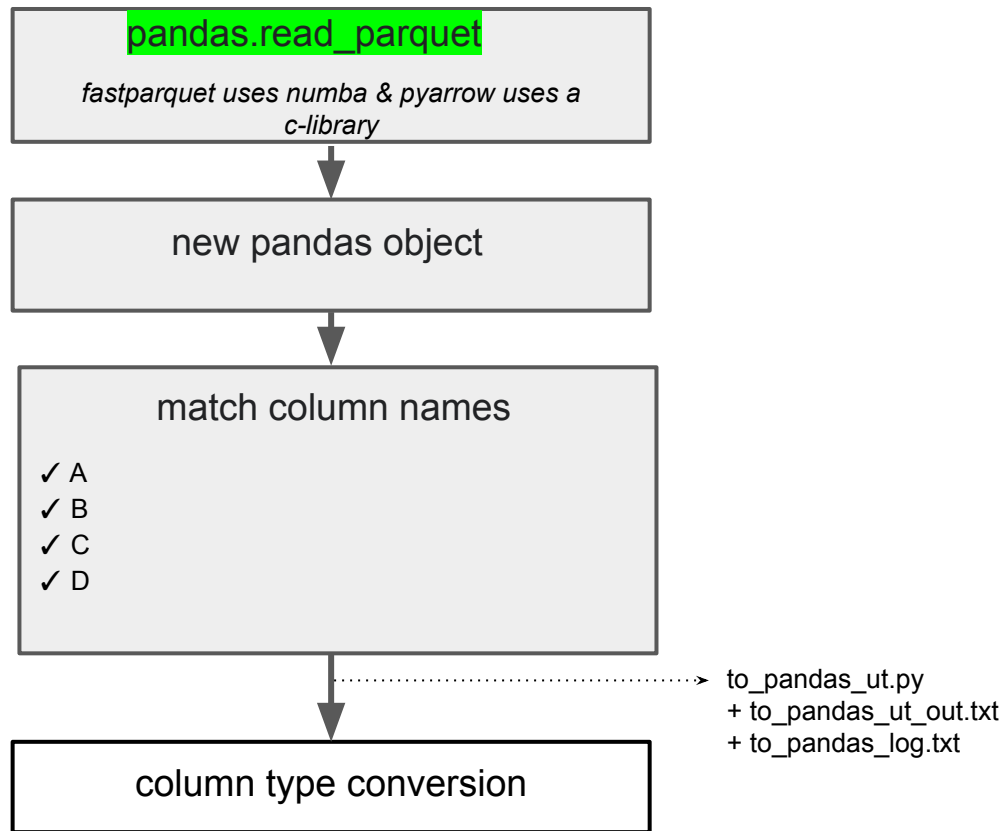 pandas.read_parquet
fastparquet uses numba & pyarrow uses a
c-library
new pandas object
match column names
✓ A
✓ B
✓ C
✓ D
to_pandas_ut.py
+ to_pandas_ut_out.txt
+ to_pandas_log.txt
column type conversion